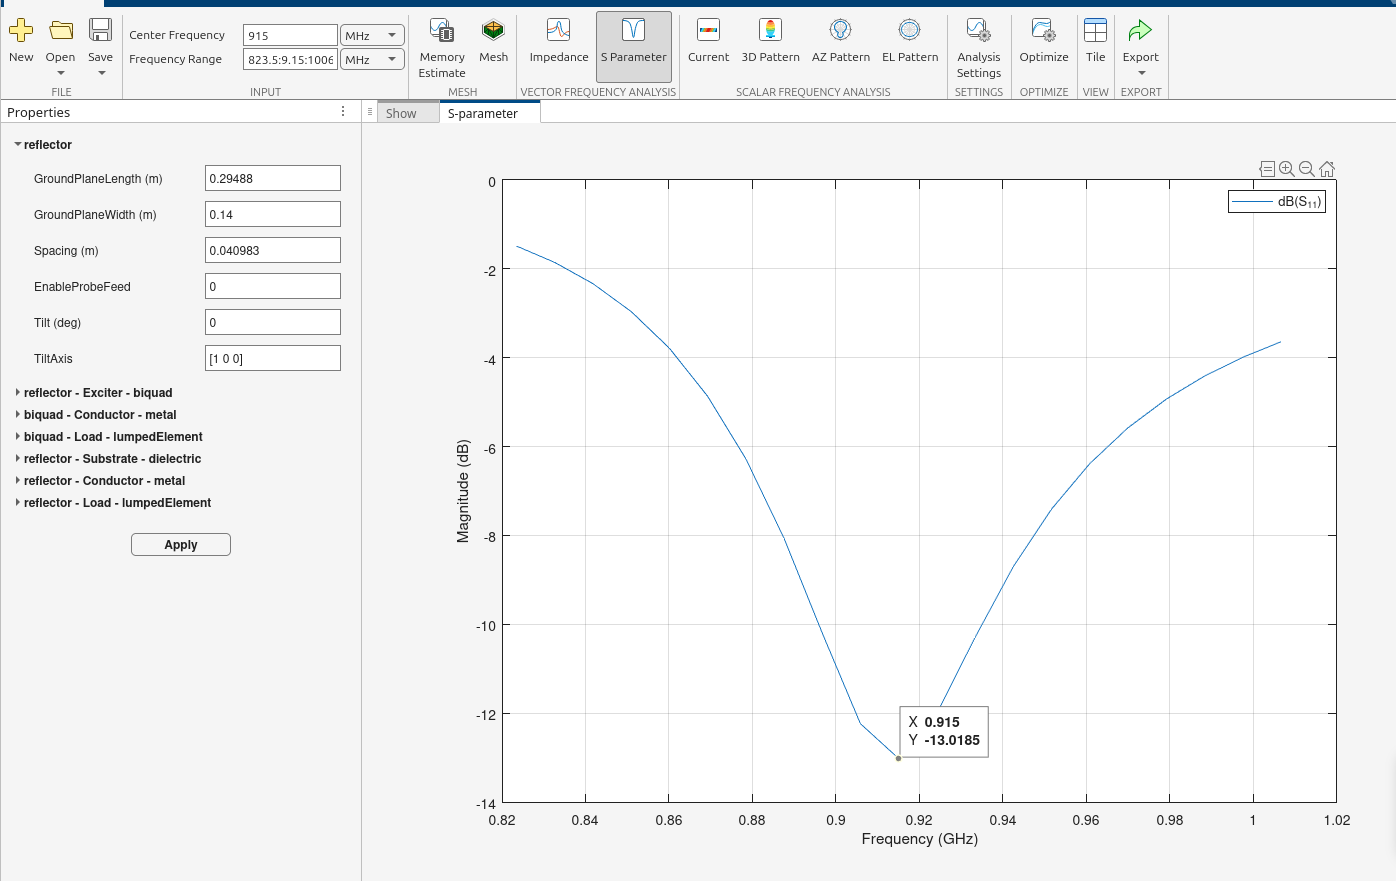 New Open Save
FILE
Center Frequency 915 MHz
Frequency Range 823.5:9.15:1006 MHz
INPUT
Memory Estimate Mesh
MESH
Impedance S Parameter
VECTOR FREQUENCY ANALYSIS
Current 3D Pattern AZ Pattern EL Pattern
SCALAR FREQUENCY ANALYSIS
Analysis Settings
SETTINGS
Optimize
OPTIMIZE
Tile
VIEW
Export
EXPORT
Properties
reflector
GroundPlaneLength (m) 0.29488
GroundPlaneWidth (m) 0.14
Spacing (m) 0.040983
EnableProbeFeed 0
Tilt (deg) 0
TiltAxis [1 0 0]
reflector - Exciter - biquad
biquad - Conductor - metal
biquad - Load - lumpedElement
reflector - Substrate - dielectric
reflector - Conductor - metal
reflector - Load - lumpedElement
Apply
Show S-parameter
dB(S₁₁)
0
-2
-4
-6
-8
-10
-12
-14
Magnitude (dB)
X 0.915
Y -13.0185
0.82 0.84 0.86 0.88 0.9 0.92 0.94 0.96 0.98 1 1.02
Frequency (GHz)